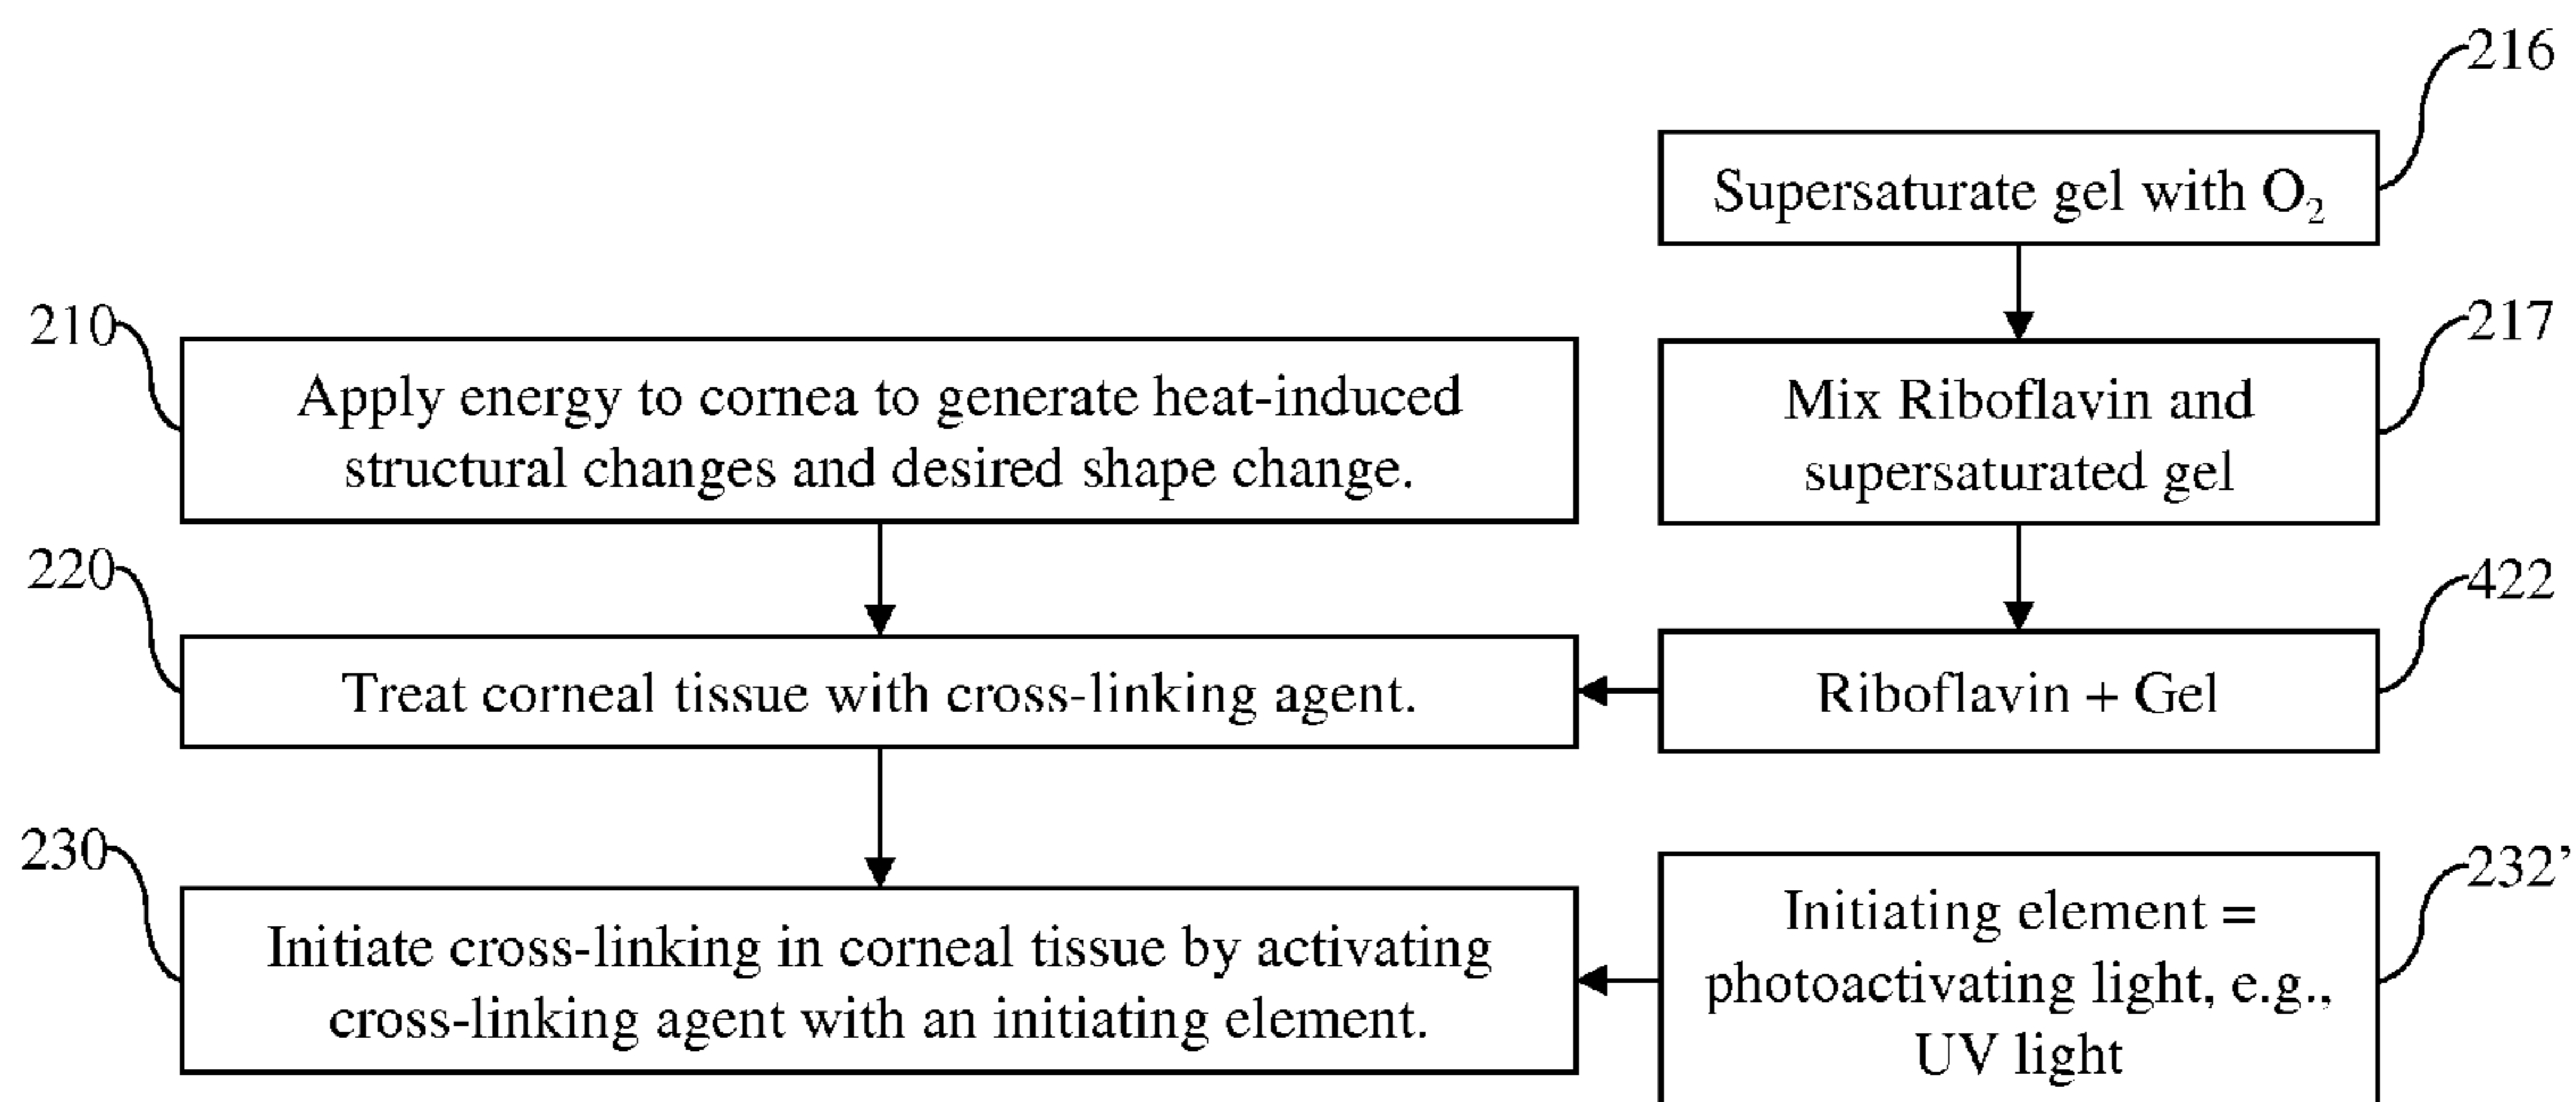 216
Supersaturate gel with O₂
210
217
Apply energy to cornea to generate heat-induced
structural changes and desired shape change.
Mix Riboflavin and
supersaturated gel
220
422
Treat corneal tissue with cross-linking agent.
Riboflavin + Gel
230
232’
Initiate cross-linking in corneal tissue by activating
cross-linking agent with an initiating element.
Initiating element =
photoactivating light, e.g.,
UV light